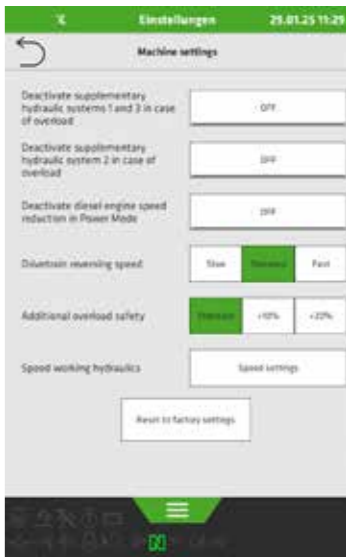 Einstellungen 29.01.25 11:29
Machine settings
Deactivate supplementary
hydraulic systems 1 and 3 in case
of overload
OFF
Deactivate supplementary
hydraulic system 2 in case of
overload
OFF
Deactivate diesel engine speed
reduction in Power Mode
OFF
Drivetrain reversing speed
Slow Standard Fast
Additional overload safety
Standard +10% +20%
Speed working hydraulics
Speed settings
Reset to factory settings
N